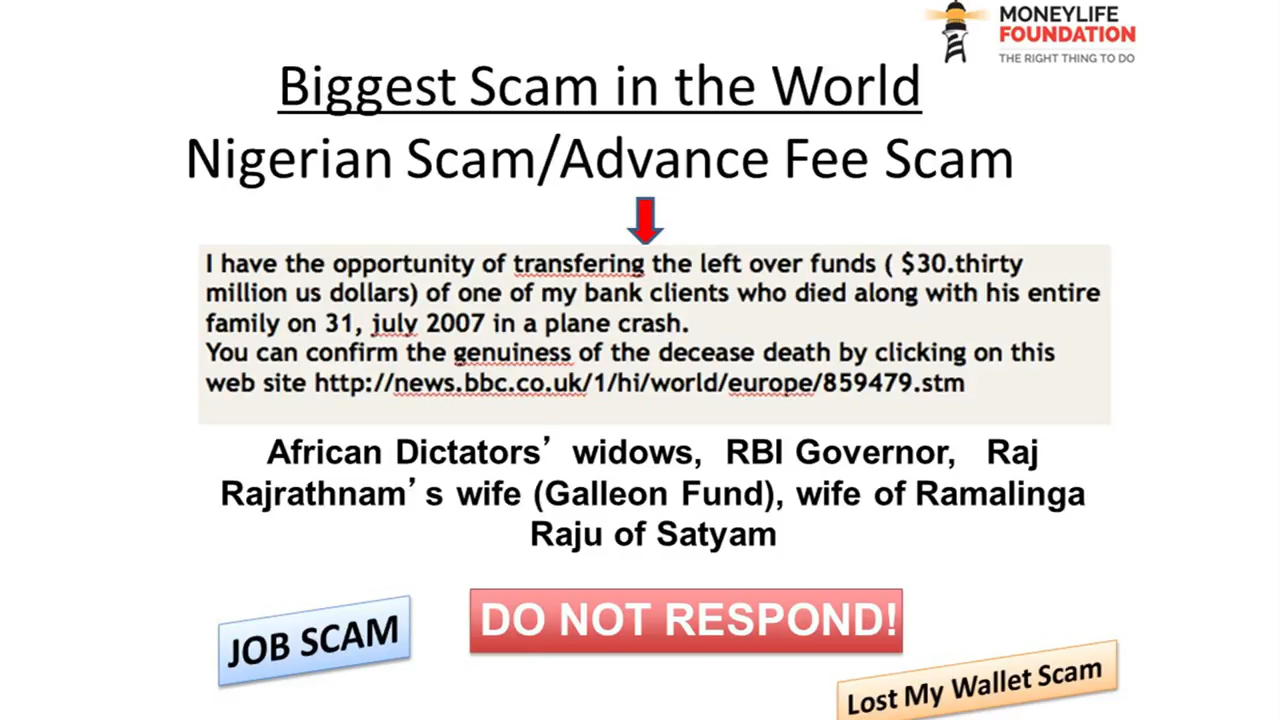 MONEYLIFE
FOUNDATION
THE RIGHT THING TO DO
Biggest Scam in the World
Nigerian Scam/Advance Fee Scam
I have the opportunity of transfering the left over funds ( $30.thirty
million us dollars) of one of my bank clients who died along with his entire
family on 31, july 2007 in a plane crash.
You can confirm the genuiness of the decease death by clicking on this
web site http://news.bbc.co.uk/1/hi/world/europe/859479.stm
African Dictators’ widows, RBI Governor, Raj
Rajrathnam’s wife (Galleon Fund), wife of Ramalinga
Raju of Satyam
JOB SCAM
DO NOT RESPOND!
Lost My Wallet Scam